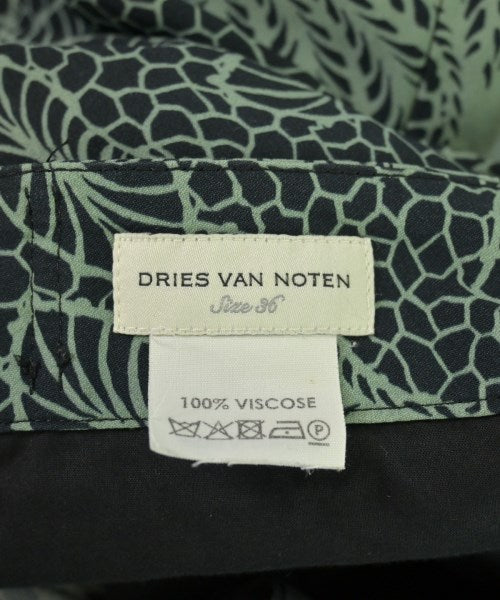 DRIES VAN NOTEN
Size 36
100% VISCOSE
P